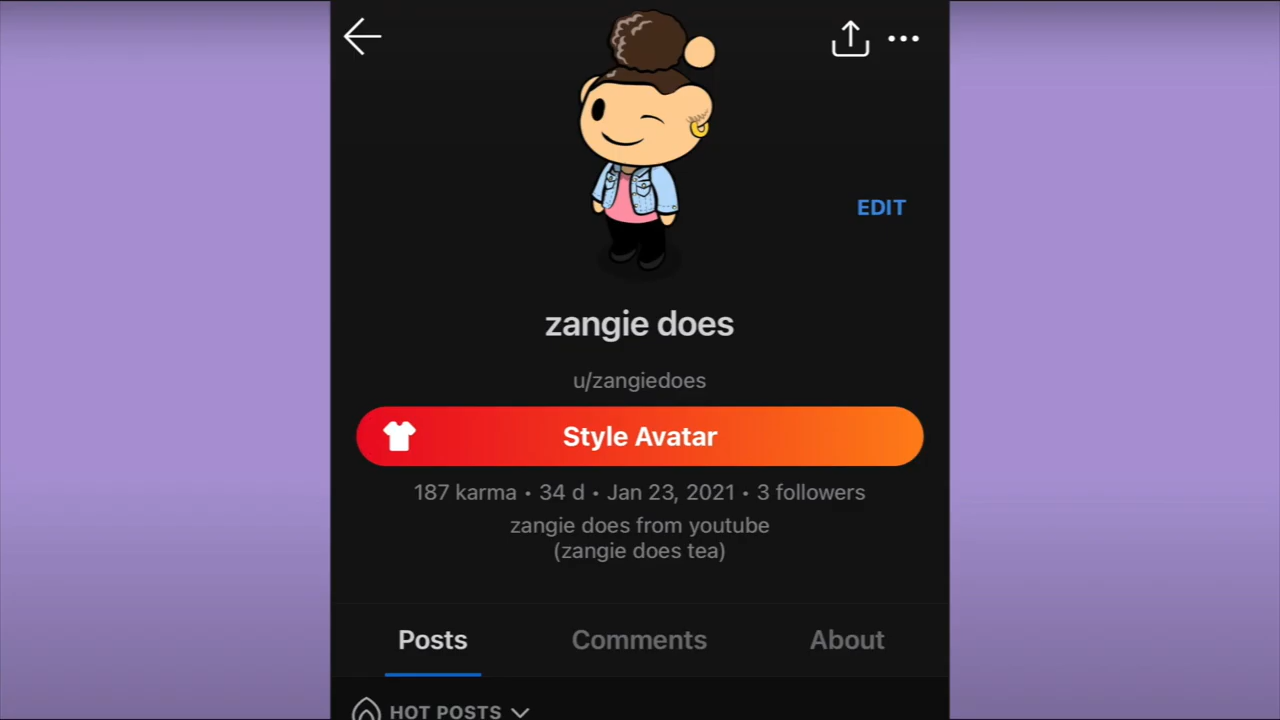 EDIT
zangie does
u/zangiedoes
Style Avatar
187 karma • 34 d • Jan 23, 2021 • 3 followers
zangie does from youtube
(zangie does tea)
Posts Comments About
HOT POSTS